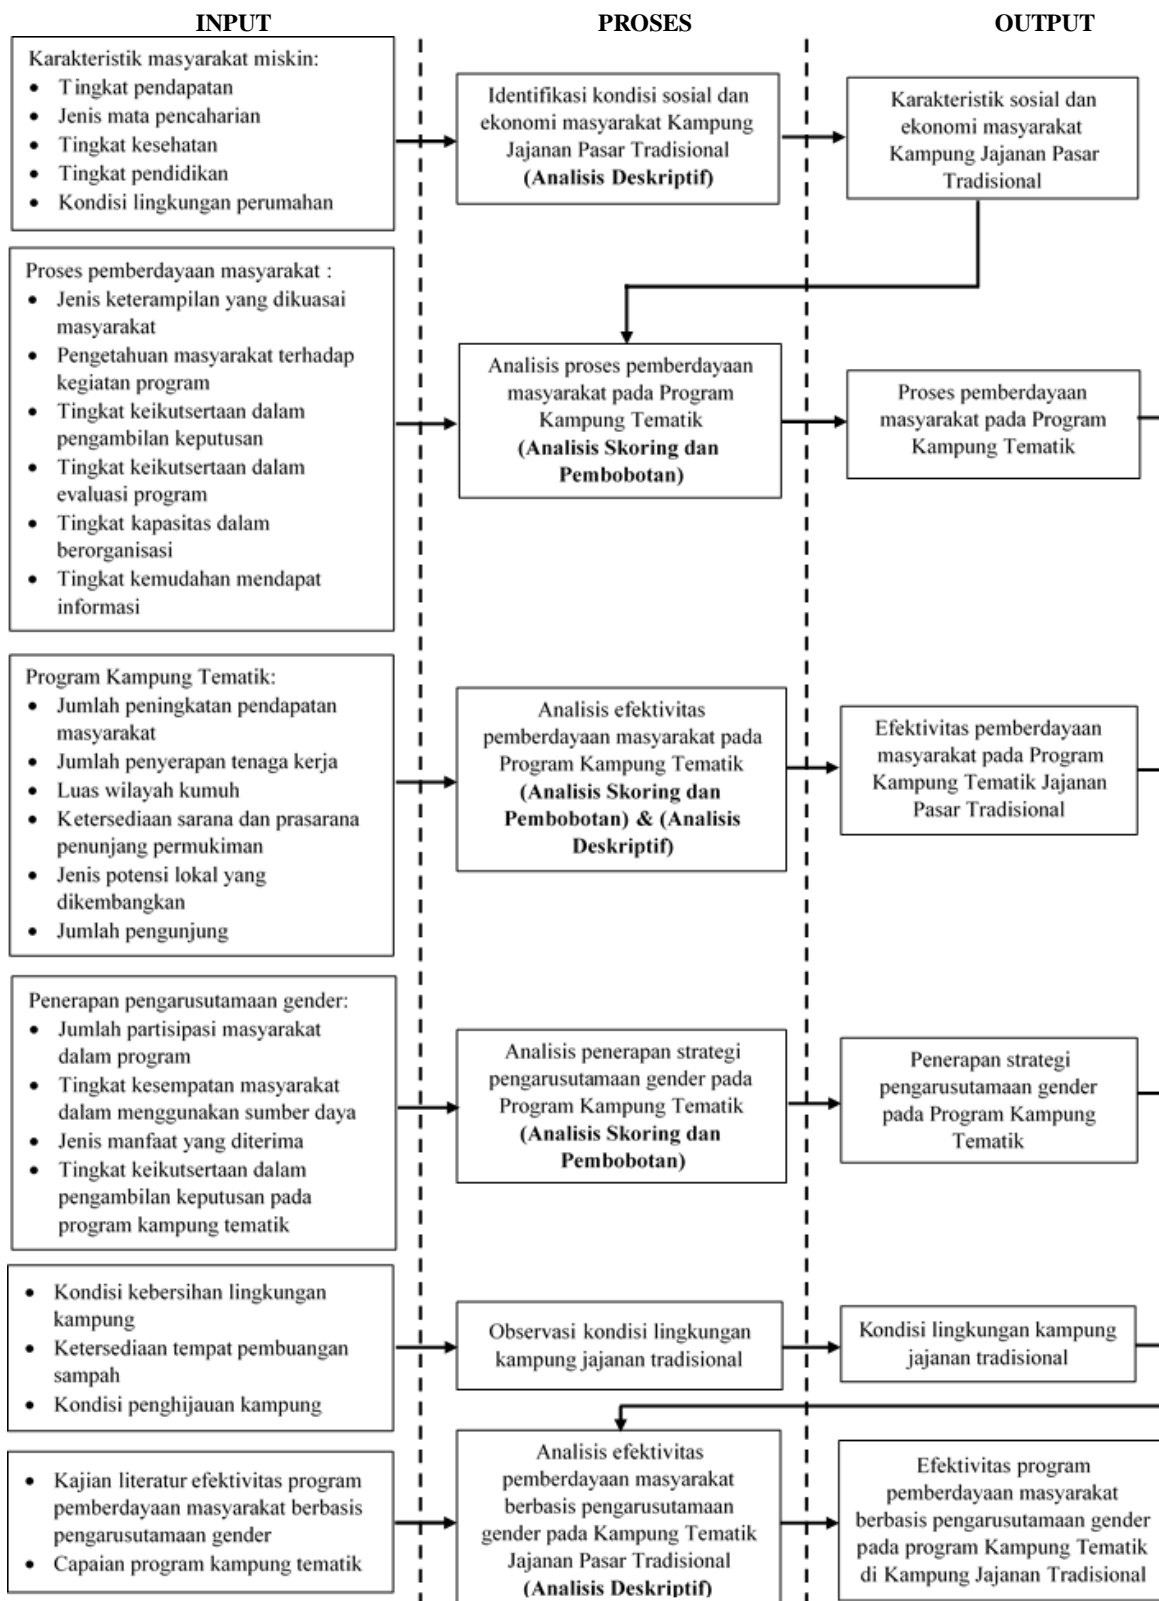 INPUT
PROSES
OUTPUT
Karakteristik masyarakat miskin:
• Tingkat pendapatan
• Jenis mata pencaharian
• Tingkat kesehatan
• Tingkat pendidikan
• Kondisi lingkungan perumahan
Identifikasi kondisi sosial dan
ekonomi masyarakat Kampung
Jajanan Pasar Tradisional
(Analisis Deskriptif)
Karakteristik sosial dan
ekonomi masyarakat
Kampung Jajanan Pasar
Tradisional
Proses pemberdayaan masyarakat :
• Jenis keterampilan yang dikuasai
masyarakat
• Pengetahuan masyarakat terhadap
kegiatan program
• Tingkat keikutsertaan dalam
pengambilan keputusan
• Tingkat keikutsertaan dalam
evaluasi program
• Tingkat kapasitas dalam
berorganisasi
• Tingkat kemudahan mendapat
informasi
Analisis proses pemberdayaan
masyarakat pada Program
Kampung Tematik
(Analisis Skoring dan
Pembobotan)
Proses pemberdayaan
masyarakat pada Program
Kampung Tematik
Program Kampung Tematik:
• Jumlah peningkatan pendapatan
masyarakat
• Jumlah penyerapan tenaga kerja
• Luas wilayah kumuh
• Ketersediaan sarana dan prasarana
penunjang permukiman
• Jenis potensi lokal yang
dikembangkan
• Jumlah pengunjung
Analisis efektivitas
pemberdayaan masyarakat pada
Program Kampung Tematik
(Analisis Skoring dan
Pembobotan) & (Analisis
Deskriptif)
Efektivitas pemberdayaan
masyarakat pada Program
Kampung Tematik Jajanan
Pasar Tradisional
Penerapan pengarusutamaan gender:
• Jumlah partisipasi masyarakat
dalam program
• Tingkat kesempatan masyarakat
dalam menggunakan sumber daya
• Jenis manfaat yang diterima
• Tingkat keikutsertaan dalam
pengambilan keputusan pada
program kampung tematik
Analisis penerapan strategi
pengarusutamaan gender pada
Program Kampung Tematik
(Analisis Skoring dan
Pembobotan)
Penerapan strategi
pengarusutamaan gender
pada Program Kampung
Tematik
• Kondisi kebersihan lingkungan
kampung
• Ketersediaan tempat pembuangan
sampah
• Kondisi penghijauan kampung
Observasi kondisi lingkungan
kampung jajanan tradisional
Kondisi lingkungan kampung
jajanan tradisional
• Kajian literatur efektivitas program
pemberdayaan masyarakat berbasis
pengarusutamaan gender
• Capaian program kampung tematik
Analisis efektivitas
pemberdayaan masyarakat
berbasis pengarusutamaan
gender pada Kampung Tematik
Jajanan Pasar Tradisional
(Analisis Deskriptif)
Efektivitas program
pemberdayaan masyarakat
berbasis pengarusutamaan gender
pada program Kampung Tematik
di Kampung Jajanan Tradisional